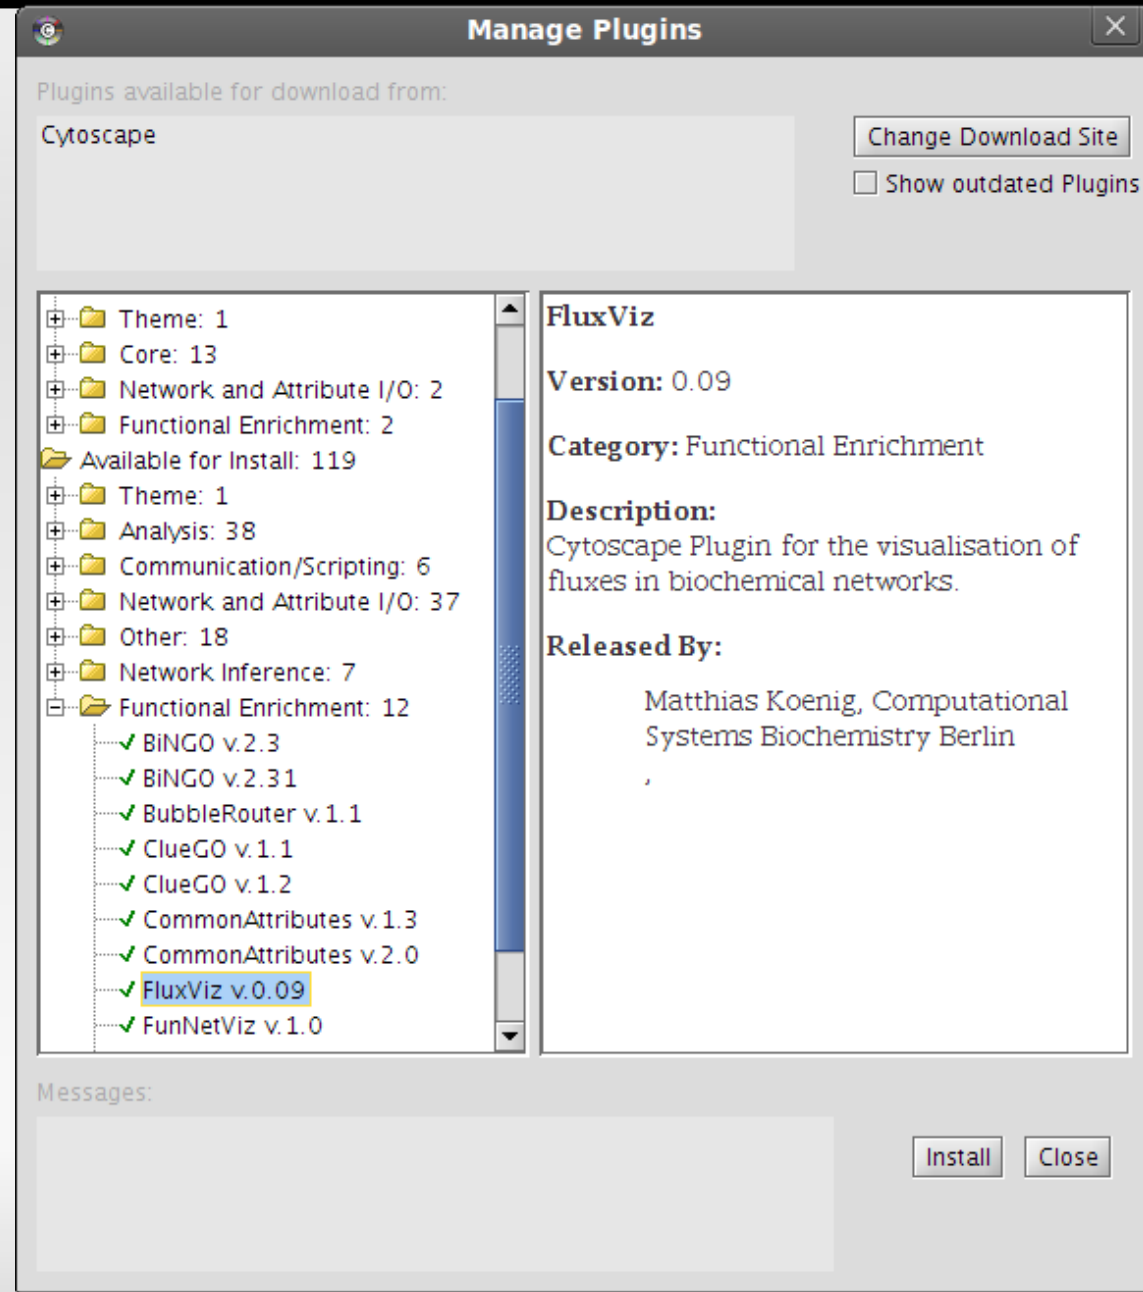 Manage Plugins
Plugins available for download from:
Cytoscape
Change Download Site
Show outdated Plugins
Theme: 1
Core: 13
Network and Attribute I/O: 2
Functional Enrichment: 2
Available for Install: 119
Theme: 1
Analysis: 38
Communication/Scripting: 6
Network and Attribute I/O: 37
Other: 18
Network Inference: 7
Functional Enrichment: 12
BiNGO v.2.3
BiNGO v.2.31
BubbleRouter v.1.1
ClueGO v.1.1
ClueGO v.1.2
CommonAttributes v.1.3
CommonAttributes v.2.0
FluxViz v.0.09
FunNetViz v.1.0
FluxViz
Version: 0.09
Category: Functional Enrichment
Description:
Cytoscape Plugin for the visualisation of
fluxes in biochemical networks.
Released By:
Matthias Koenig, Computational
Systems Biochemistry Berlin
,
Messages:
Install
Close